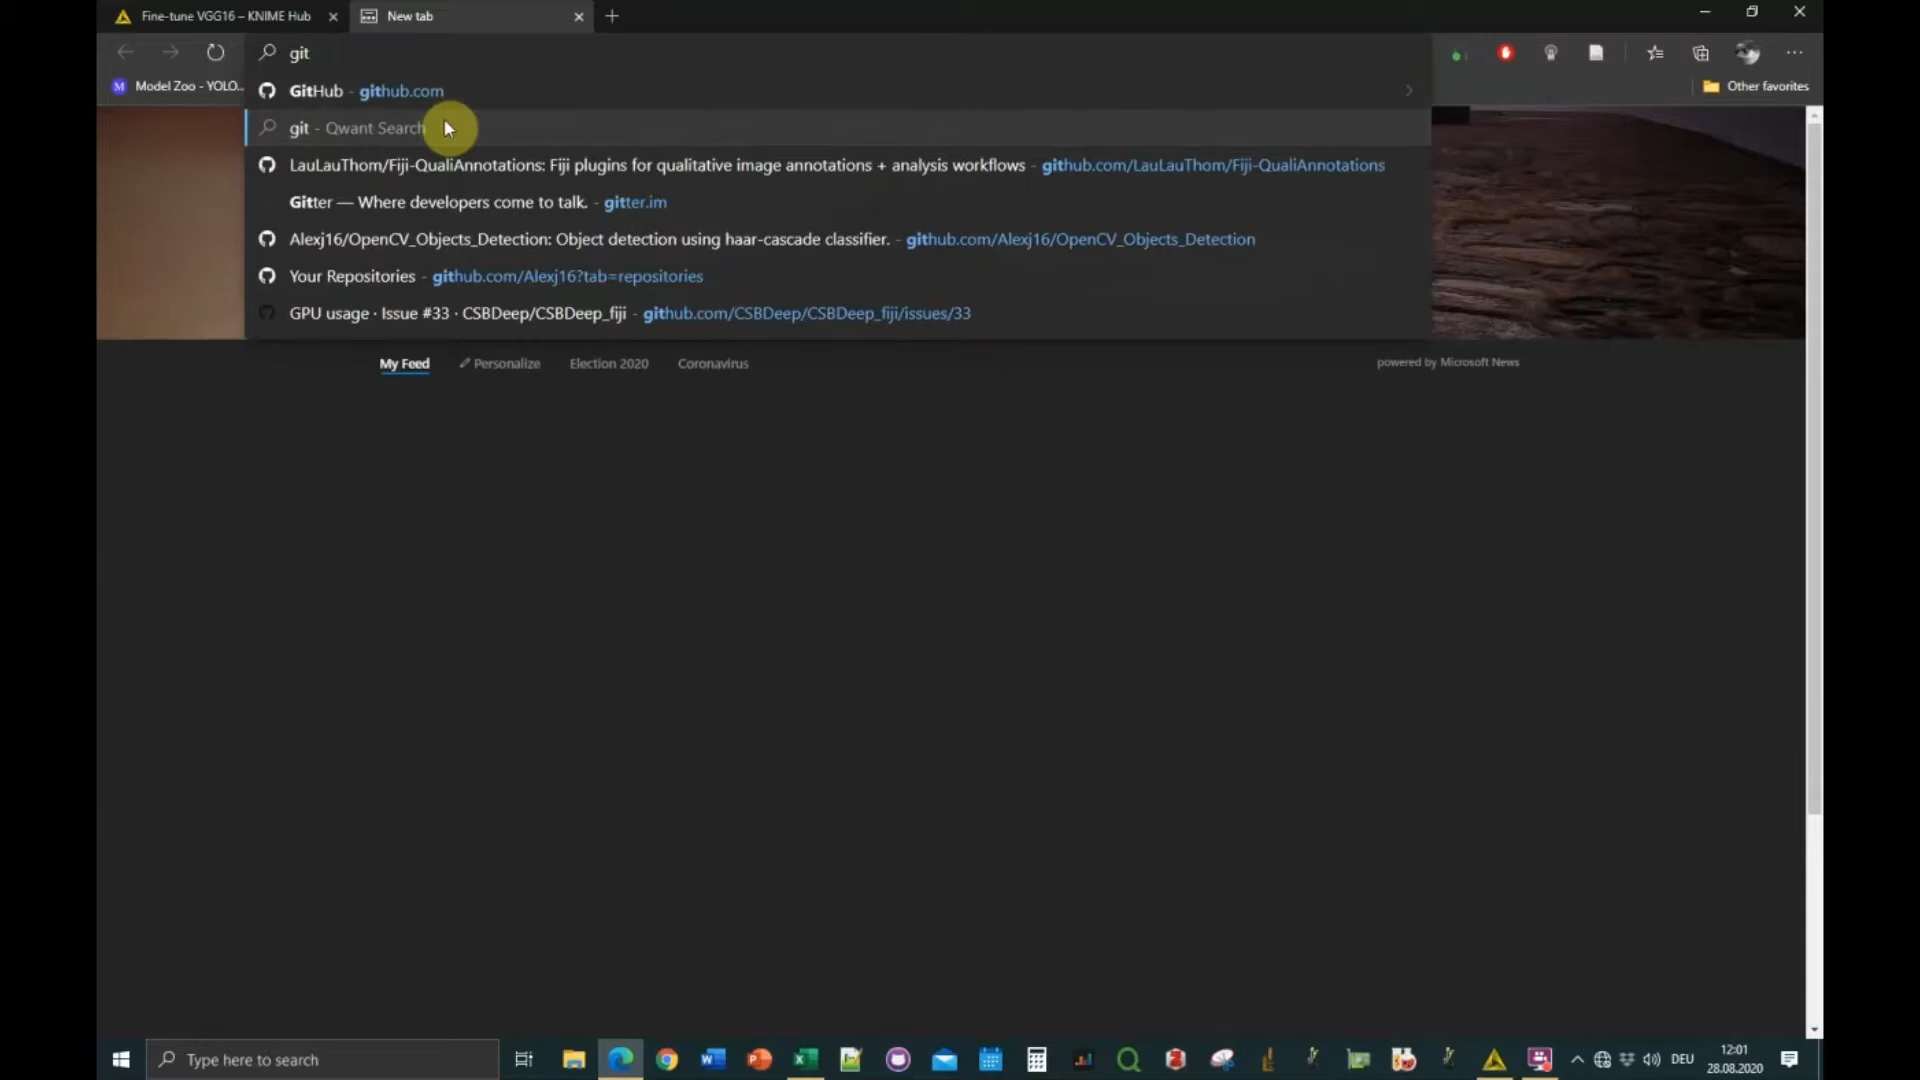 Fine-tune VGG16 – KNIME Hub
New tab
git
Model Zoo - YOLO...
Other favorites
GitHub - github.com
git - Qwant Search
LauLauThom/Fiji-QualiAnnotations: Fiji plugins for qualitative image annotations + analysis workflows - github.com/LauLauThom/Fiji-QualiAnnotations
Gitter — Where developers come to talk. - gitter.im
Alexj16/OpenCV_Objects_Detection: Object detection using haar-cascade classifier. - github.com/Alexj16/OpenCV_Objects_Detection
Your Repositories - github.com/Alexj16?tab=repositories
GPU usage · Issue #33 · CSBDeep/CSBDeep_fiji - github.com/CSBDeep/CSBDeep_fiji/issues/33
My Feed Personalize Election 2020 Coronavirus powered by Microsoft News
Type here to search
DEU
12:01
28.08.2020